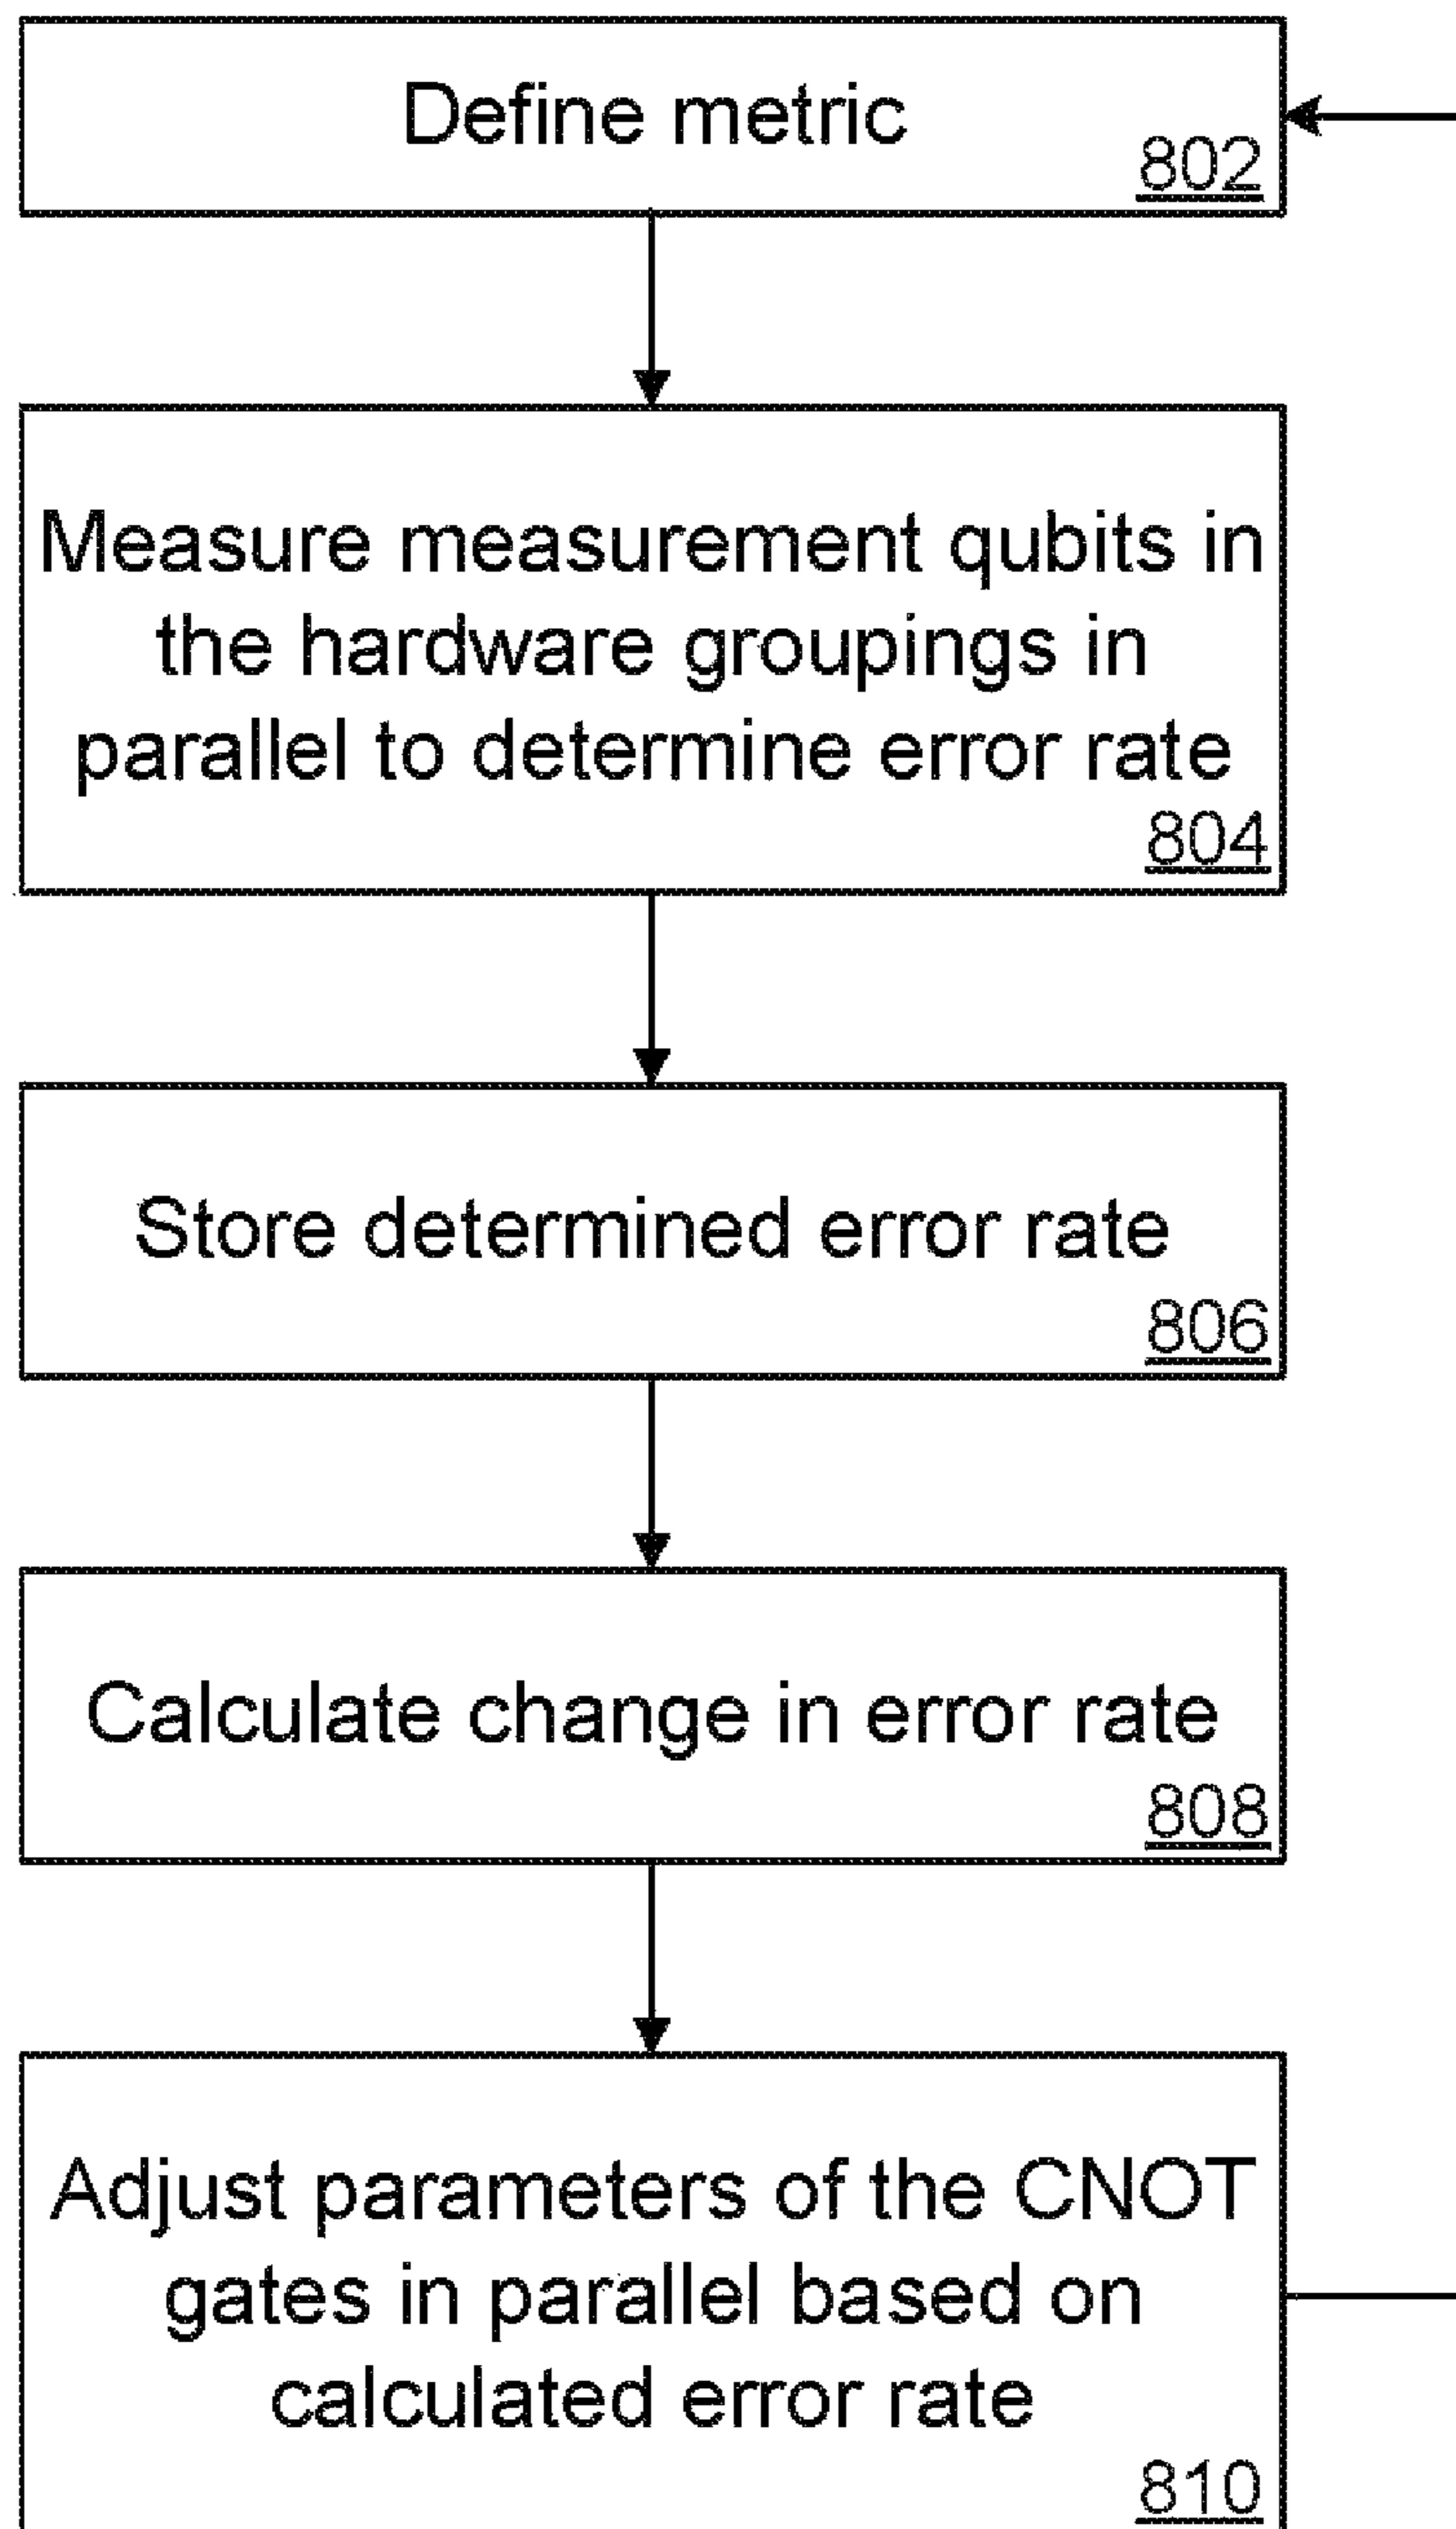 Define metric
802
Measure measurement qubits in
the hardware groupings in
parallel to determine error rate
804
Store determined error rate
806
Calculate change in error rate
808
Adjust parameters of the CNOT
gates in parallel based on
calculated error rate
810